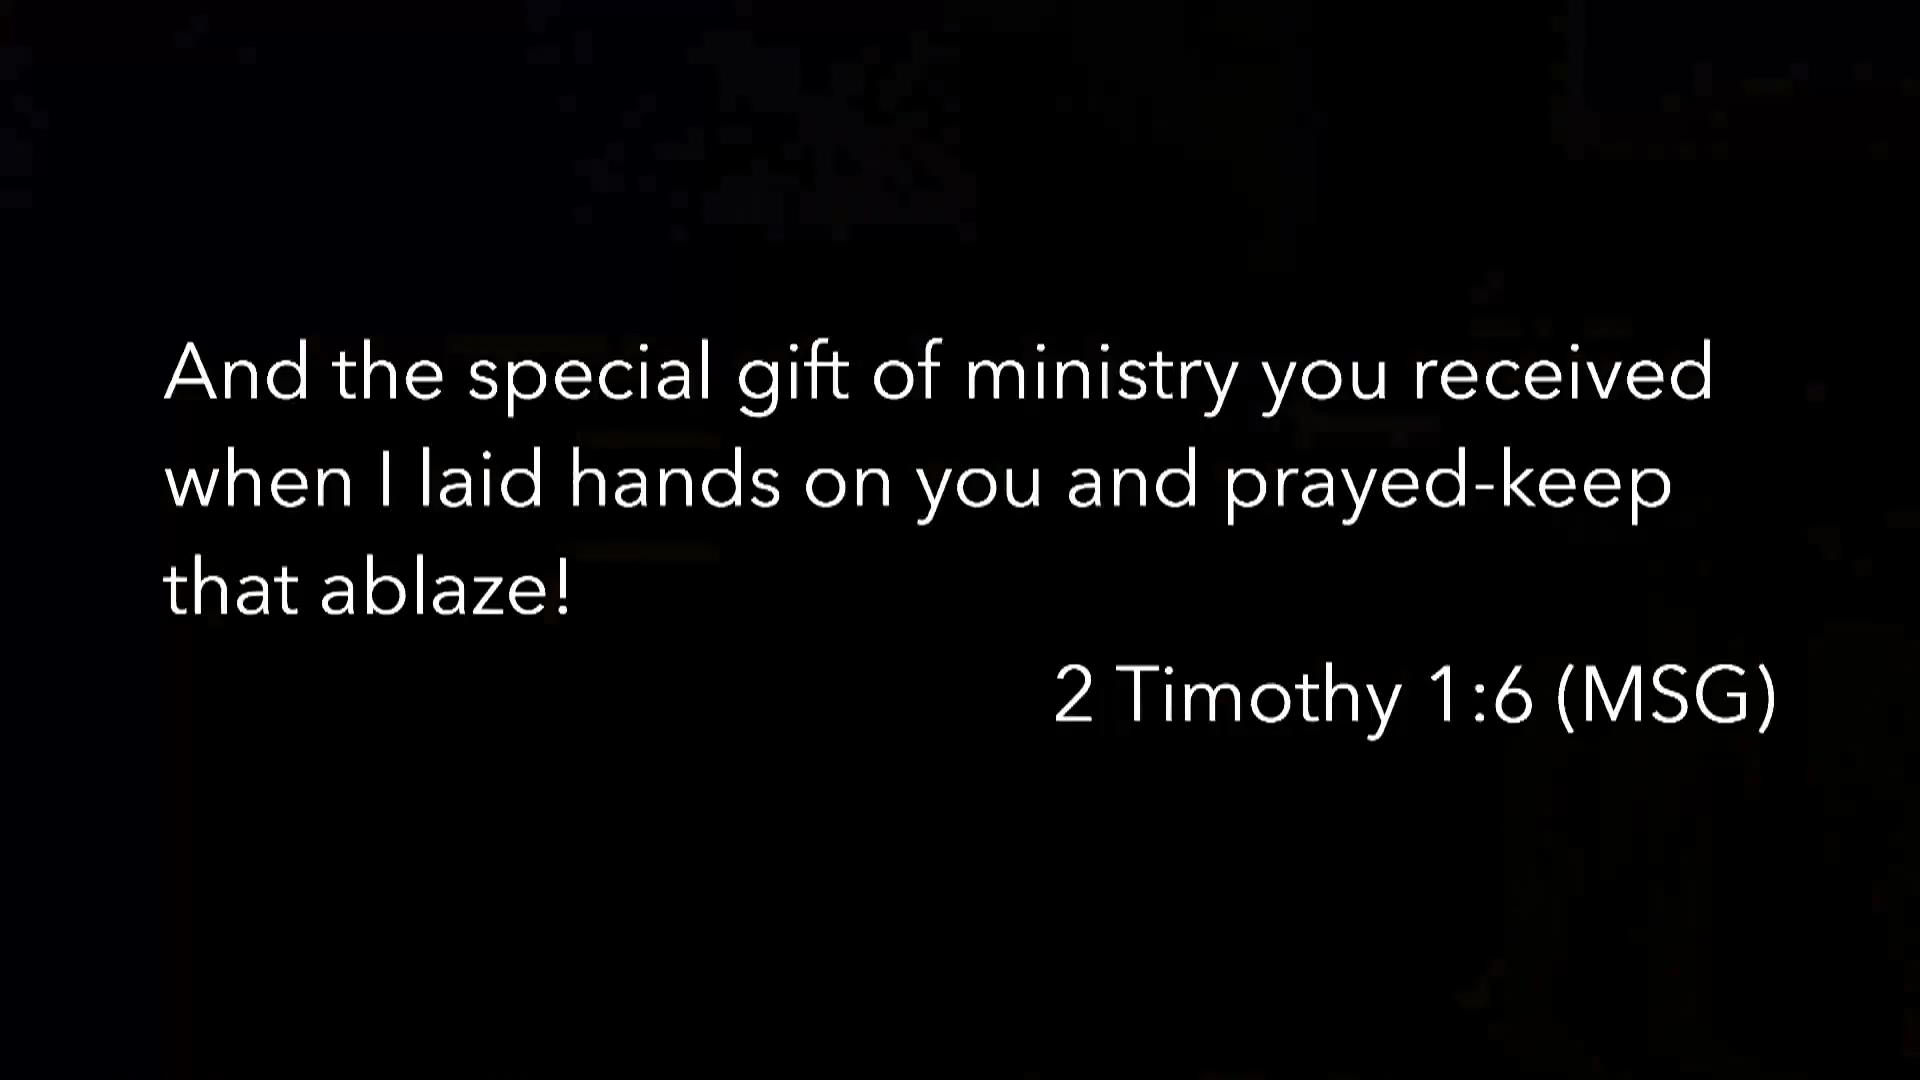 And the special gift of ministry you received
when I laid hands on you and prayed-keep
that ablaze!
2 Timothy 1:6 (MSG)